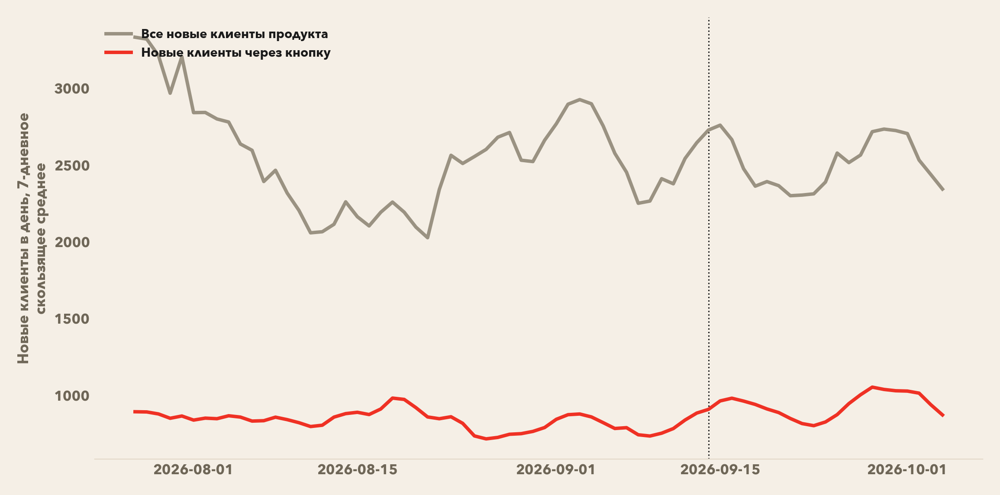 Все новые клиенты продукта
Новые клиенты через кнопку
Новые клиенты в день, 7-дневное
скользящее среднее
3000
2500
2000
1500
1000
2026-08-01
2026-08-15
2026-09-01
2026-09-15
2026-10-01